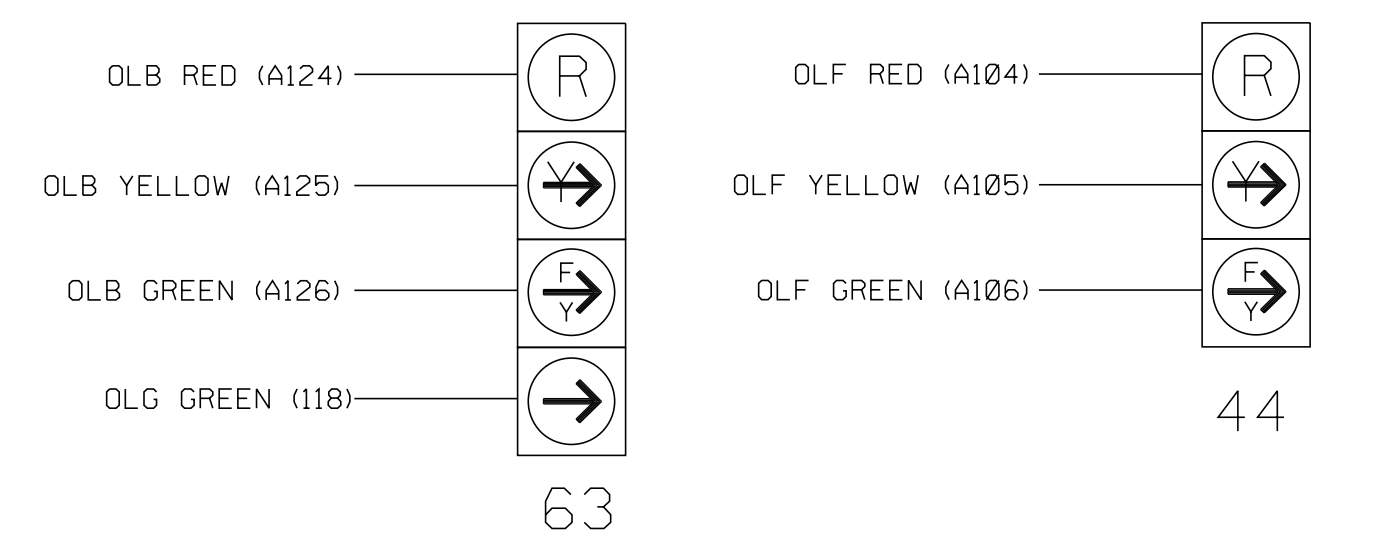 OLB RED (A124)
R
OLB YELLOW (A125)
Y
OLB GREEN (A126)
F
Y
OLG GREEN (118)
63
OLF RED (A104)
R
OLF YELLOW (A105)
Y
OLF GREEN (A106)
F
Y
44